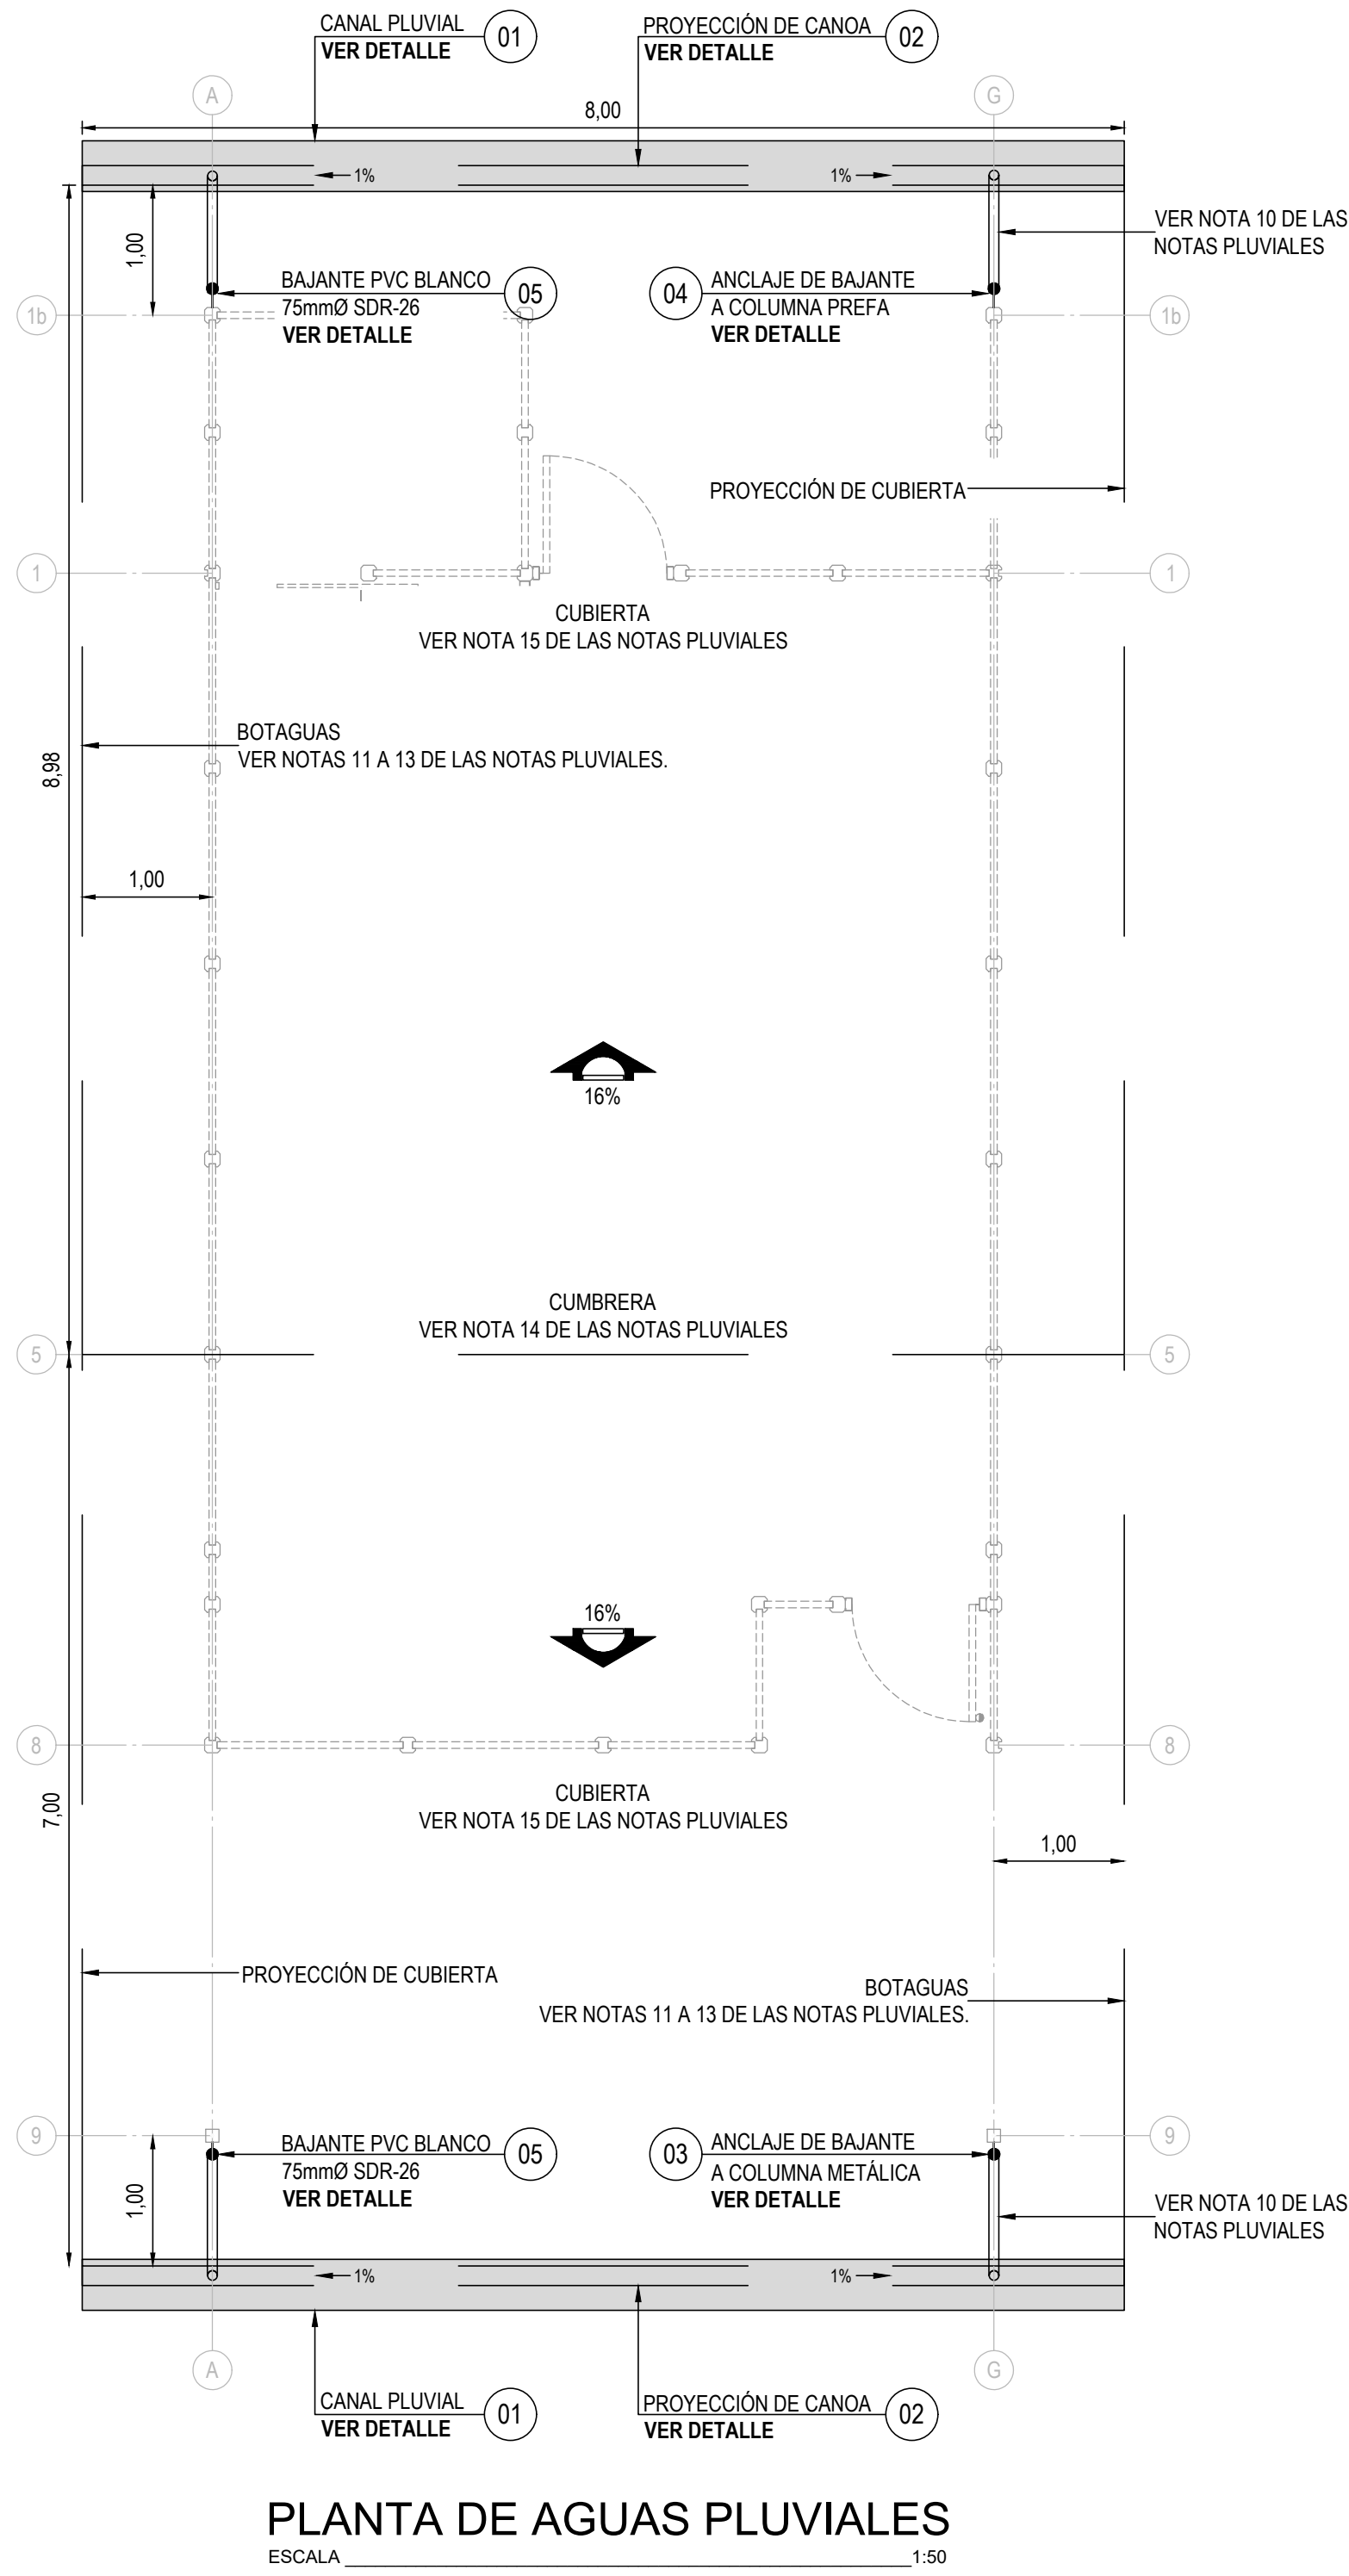 CANAL PLUVIAL
VER DETALLE
01
PROYECCIÓN DE CANOA
VER DETALLE
02
A
G
8,00
1%
1%
VER NOTA 10 DE LAS
NOTAS PLUVIALES
1,00
BAJANTE PVC BLANCO
75mmØ SDR-26
VER DETALLE
05
04
ANCLAJE DE BAJANTE
A COLUMNA PREFA
VER DETALLE
1b
1b
PROYECCIÓN DE CUBIERTA
1
1
CUBIERTA
VER NOTA 15 DE LAS NOTAS PLUVIALES
BOTAGUAS
VER NOTAS 11 A 13 DE LAS NOTAS PLUVIALES.
8,98
1,00
16%
CUMBRERA
VER NOTA 14 DE LAS NOTAS PLUVIALES
5
5
16%
8
8
CUBIERTA
VER NOTA 15 DE LAS NOTAS PLUVIALES
7,00
1,00
PROYECCIÓN DE CUBIERTA
BOTAGUAS
VER NOTAS 11 A 13 DE LAS NOTAS PLUVIALES.
9
9
BAJANTE PVC BLANCO
75mmØ SDR-26
VER DETALLE
05
03
ANCLAJE DE BAJANTE
A COLUMNA METÁLICA
VER DETALLE
1,00
VER NOTA 10 DE LAS
NOTAS PLUVIALES
1%
1%
A
G
CANAL PLUVIAL
VER DETALLE
01
PROYECCIÓN DE CANOA
VER DETALLE
02
PLANTA DE AGUAS PLUVIALES
ESCALA 1:50